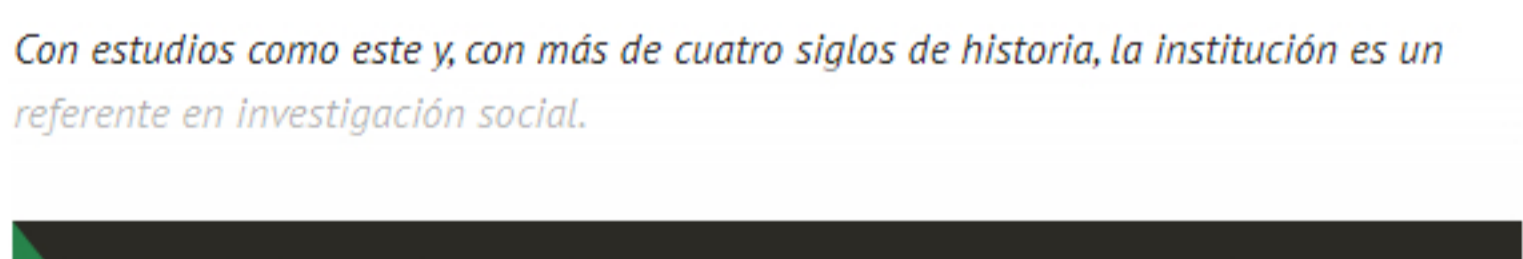 Con estudios como este y, con más de cuatro siglos de historia, la institución es un
referente en investigación social.